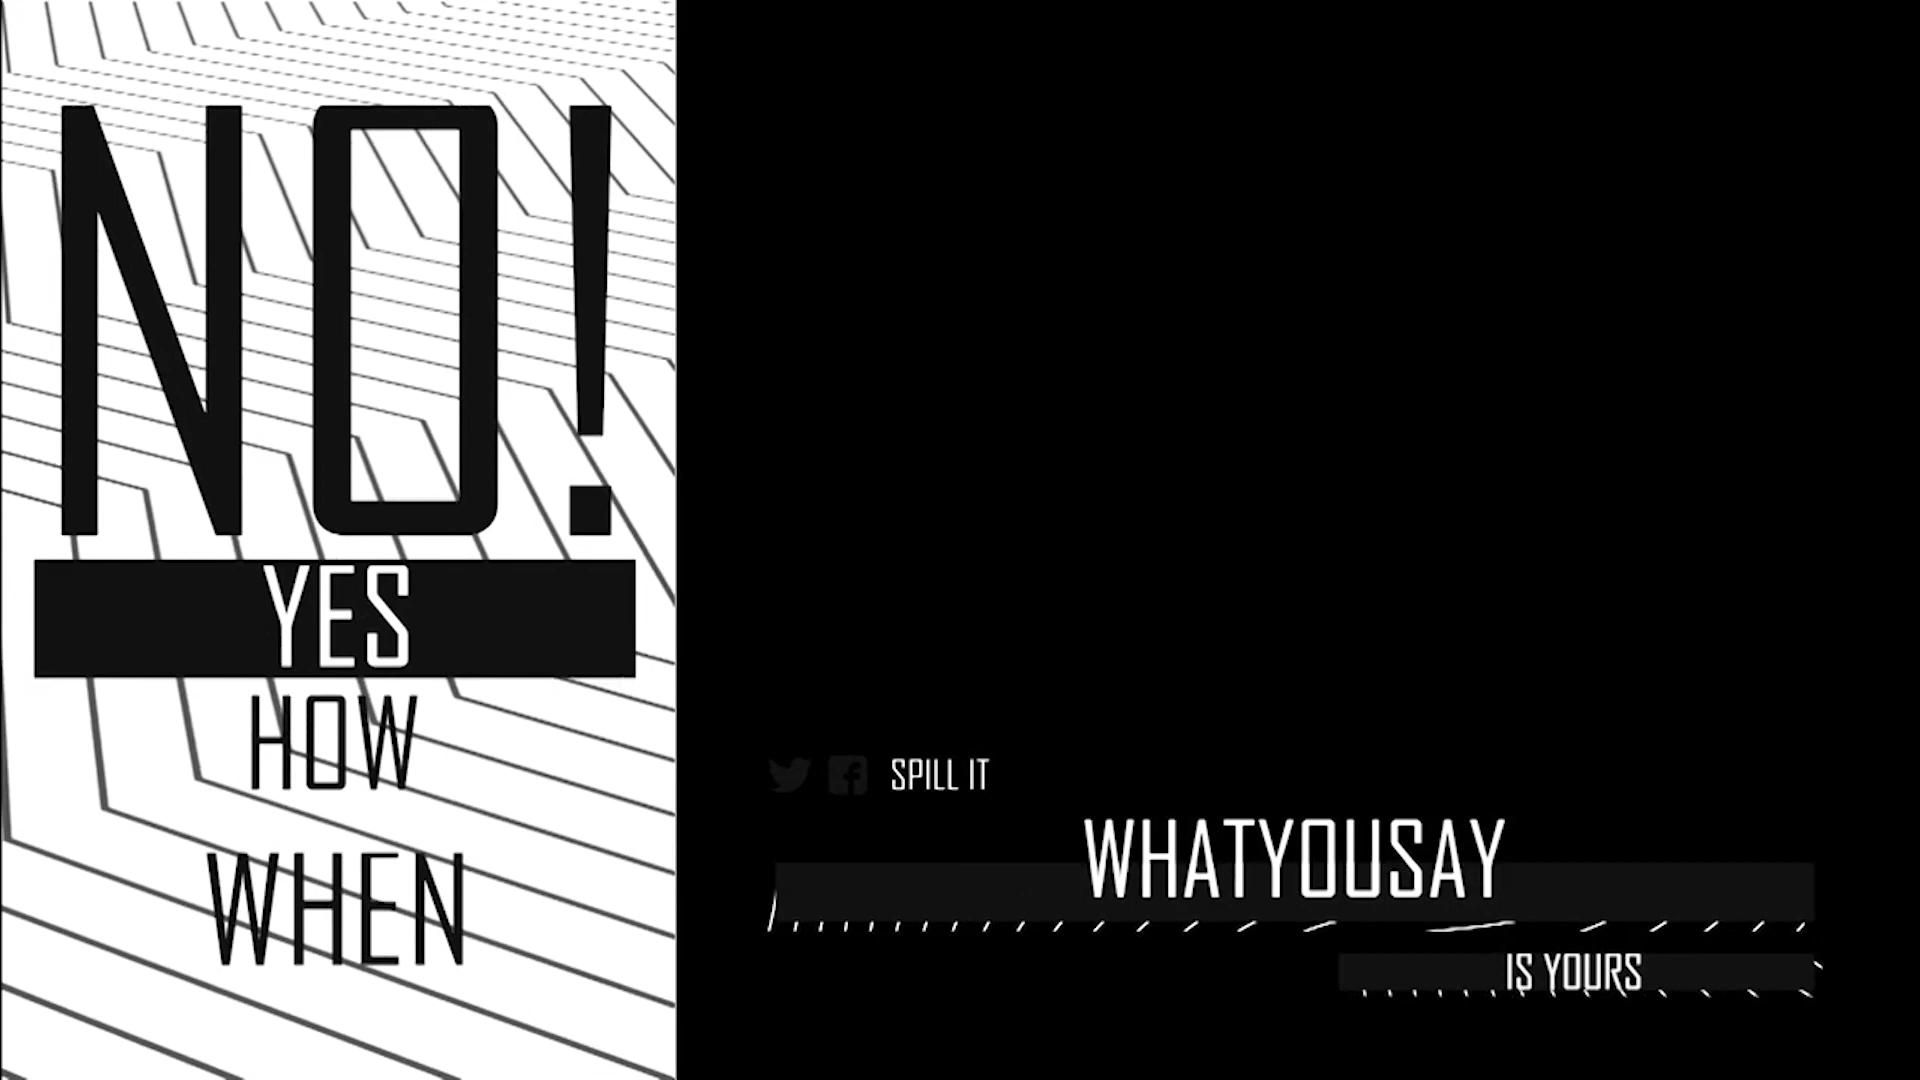 NO!
YES
HOW
WHEN
SPILL IT
WHATYOUSAY
IS YOURS